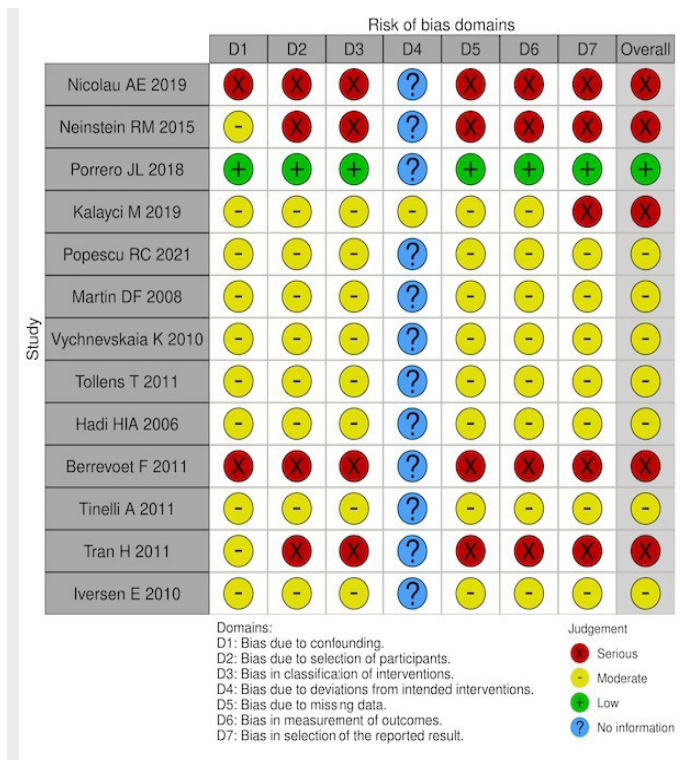 Risk of bias domains
D1 D2 D3 D4 D5 D6 D7 Overall
Study
Nicolau AE 2019 X X X ? X X X X
Neinstein RM 2015 - X X ? X X X X
Porrero JL 2018 + + + ? + + + +
Kalayci M 2019 - - - - - - X X
Popescu RC 2021 - - - ? - - - -
Martin DF 2008 - - - ? - - - -
Vychnevskaia K 2010 - - - ? - - - -
Tollens T 2011 - - - ? - - - -
Hadi HIA 2006 - - - ? - - - -
Berrevoet F 2011 X X X ? X X X X
Tinelli A 2011 - - - ? - - - -
Tran H 2011 - X X ? X X X X
Iversen E 2010 - - - ? - - - -
Domains:
D1: Bias due to confounding.
D2: Bias due to selection of participants.
D3: Bias in classification of interventions.
D4: Bias due to deviations from intended interventions.
D5: Bias due to missing data.
D6: Bias in measurement of outcomes.
D7: Bias in selection of the reported result.
Judgement
X Serious
- Moderate
+ Low
? No information